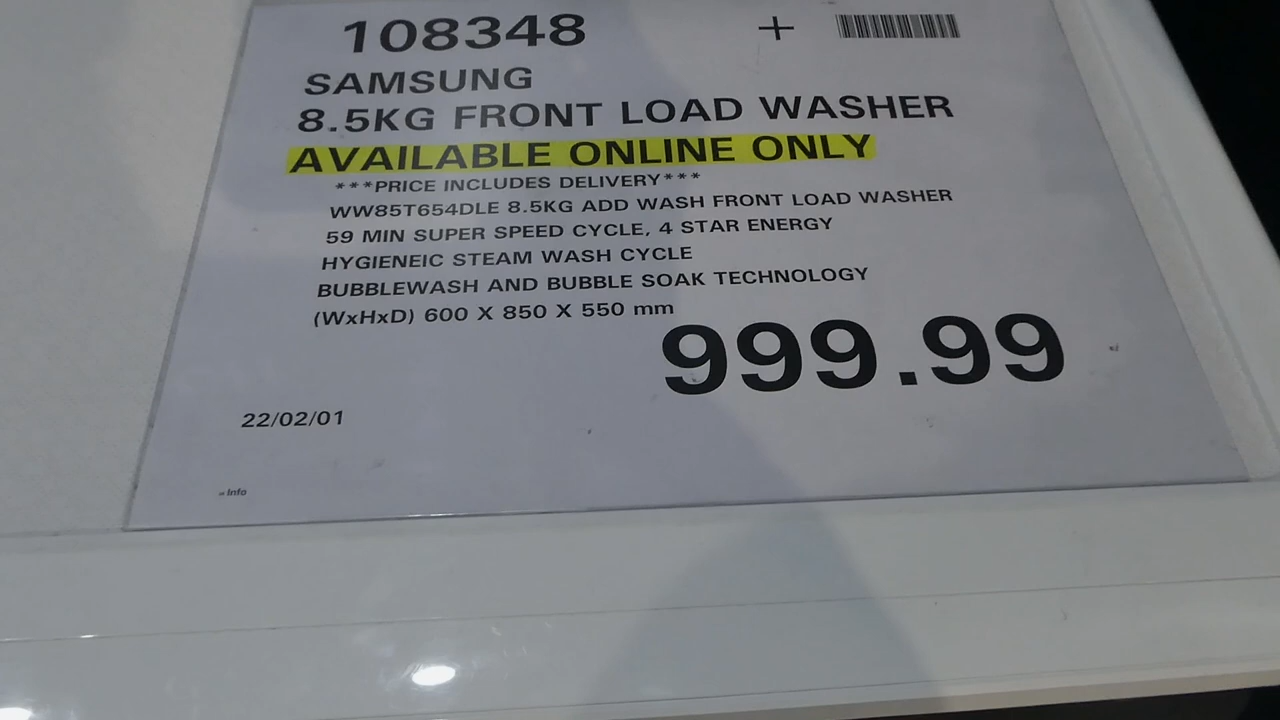 108348 +
SAMSUNG
8.5KG FRONT LOAD WASHER
AVAILABLE ONLINE ONLY
***PRICE INCLUDES DELIVERY***
WW85T654DLE 8.5KG ADD WASH FRONT LOAD WASHER
59 MIN SUPER SPEED CYCLE, 4 STAR ENERGY
HYGIENEIC STEAM WASH CYCLE
BUBBLEWASH AND BUBBLE SOAK TECHNOLOGY
(WxHxD) 600 X 850 X 550 mm
999.99
22/02/01
Info